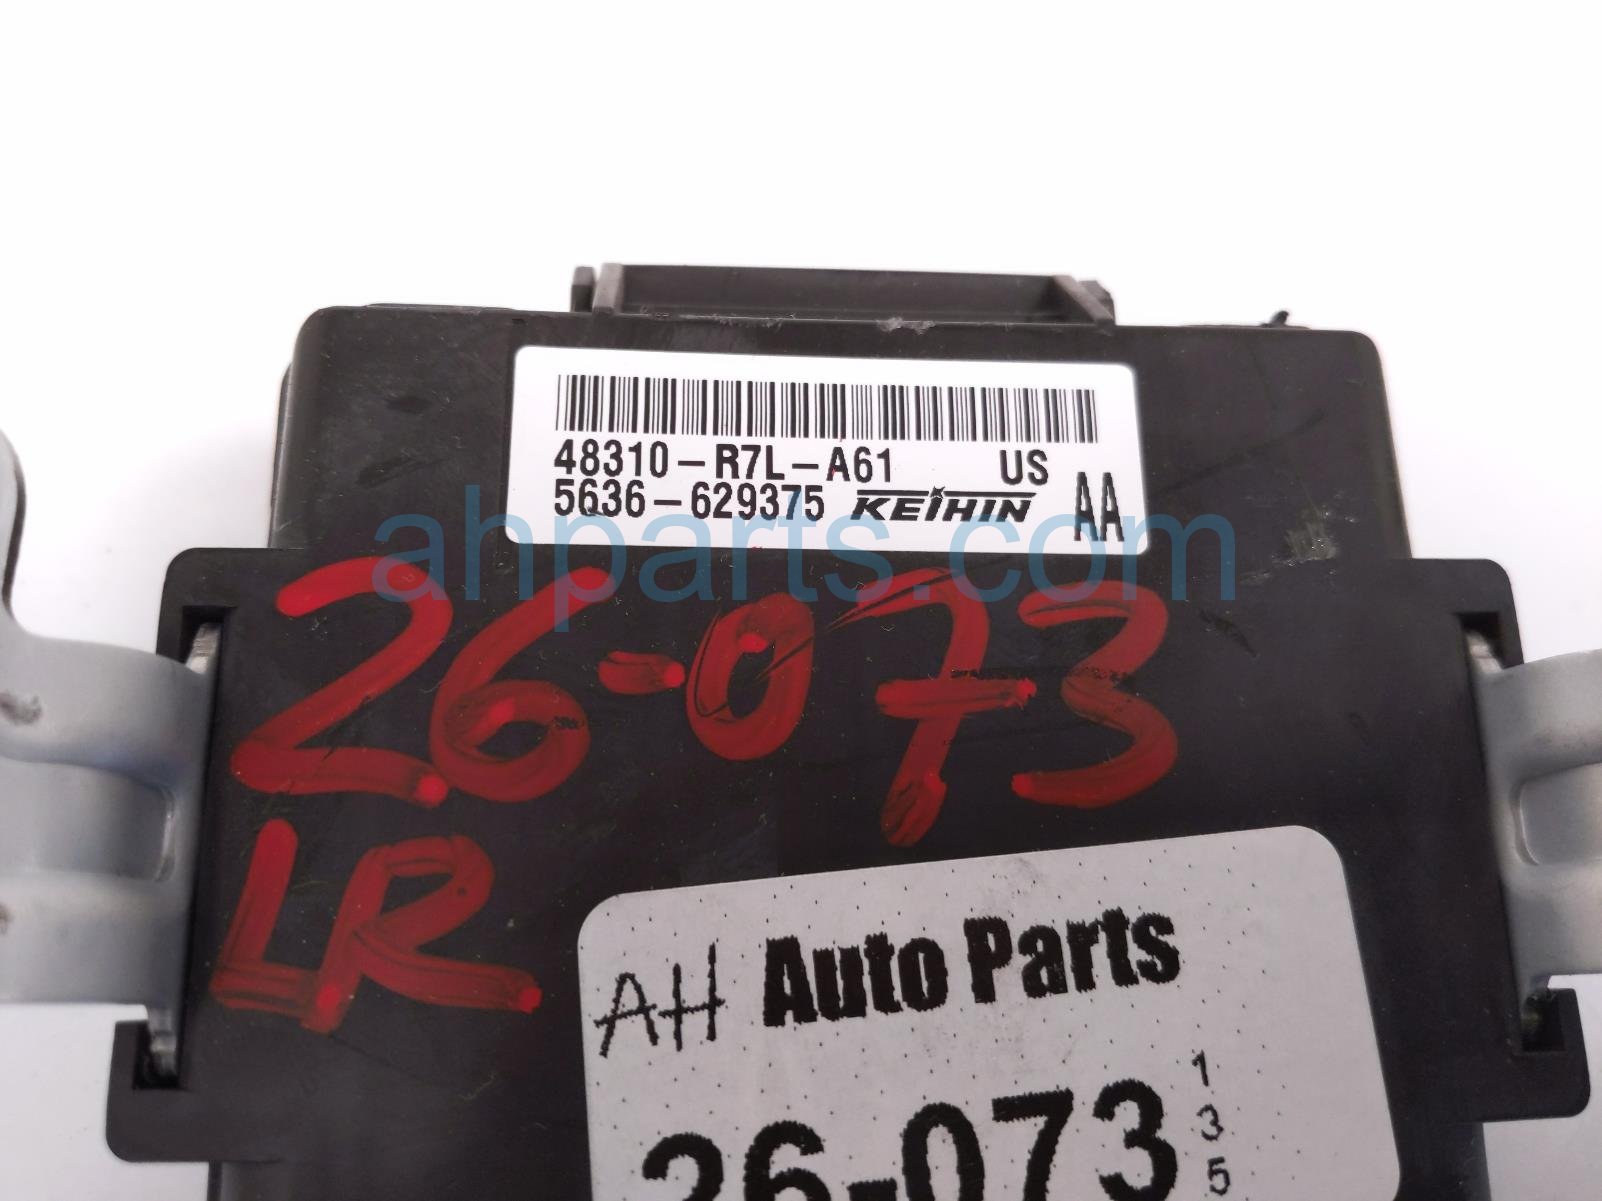 48310-R7L-A61 US
5636-629375 KEIHIN AA
ahparts.com
26-073
LR
AH Auto Parts
26-073
1
3
5